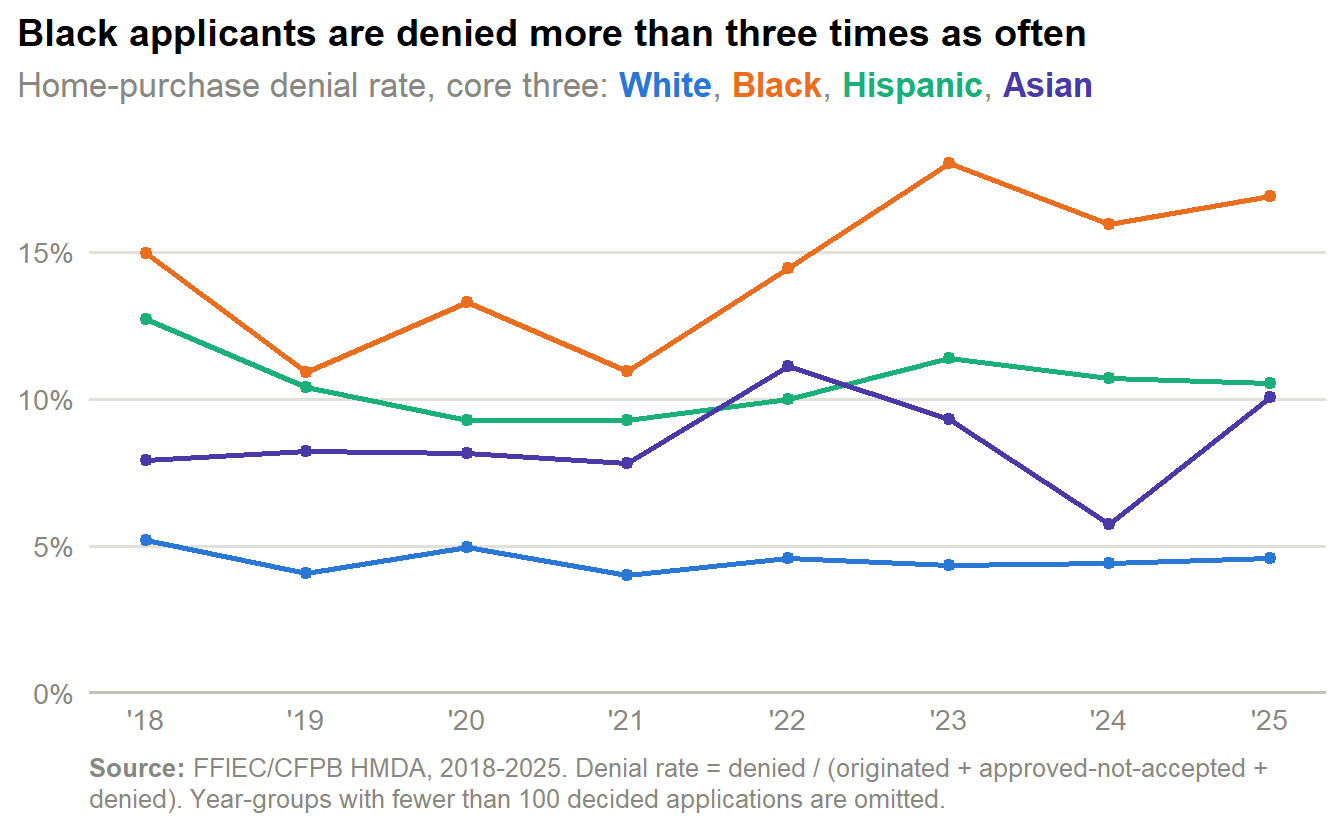 Black applicants are denied more than three times as often
Home-purchase denial rate, core three: White, Black, Hispanic, Asian
15%
10%
5%
0%
'18 '19 '20 '21 '22 '23 '24 '25
Source: FFIEC/CFPB HMDA, 2018-2025. Denial rate = denied / (originated + approved-not-accepted +
denied). Year-groups with fewer than 100 decided applications are omitted.